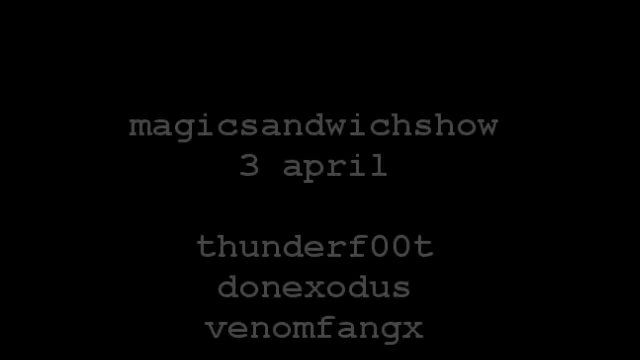 magicsandwichshow
3 april
thunderf00t
donexodus
venomfangx